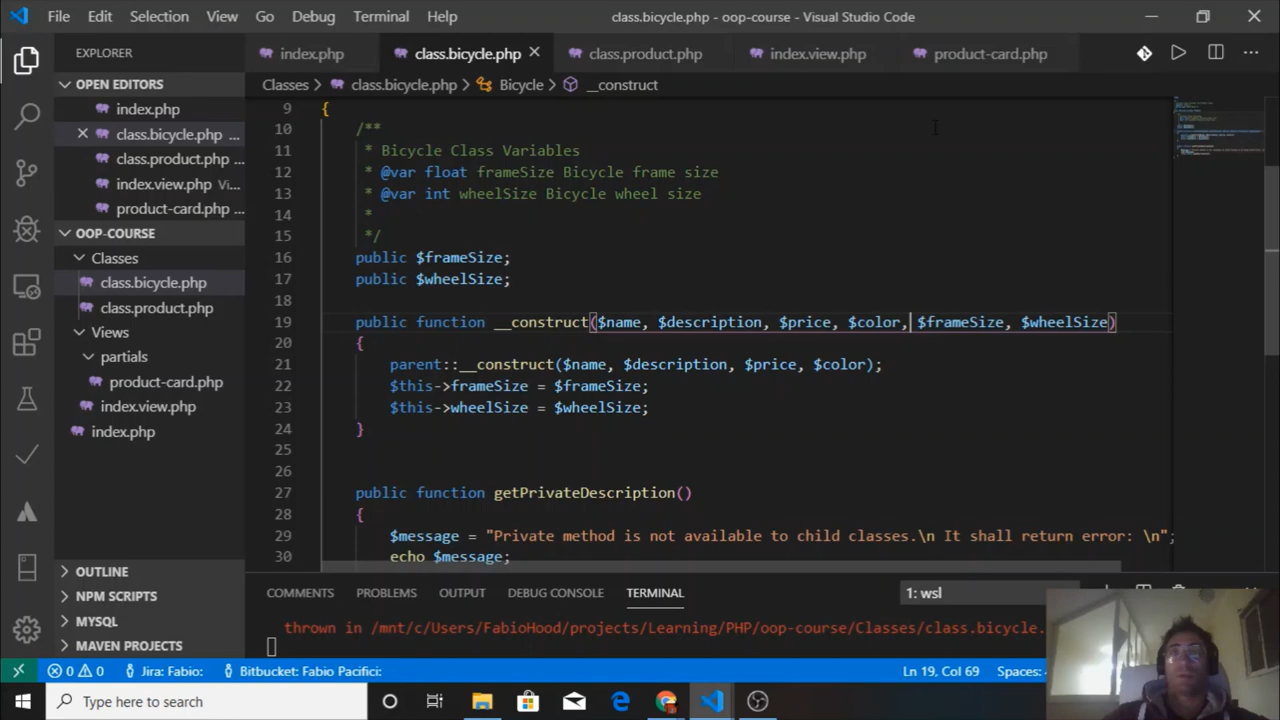 File Edit Selection View Go Debug Terminal Help class.bicycle.php - oop-course - Visual Studio Code
EXPLORER
index.php class.bicycle.php class.product.php index.view.php product-card.php
OPEN EDITORS
index.php
class.bicycle.php ...
class.product.php ...
index.view.php Vi...
product-card.php ...
OOP-COURSE
Classes
class.bicycle.php
class.product.php
Views
partials
product-card.php
index.view.php
index.php
OUTLINE
NPM SCRIPTS
MYSQL
MAVEN PROJECTS
Classes > class.bicycle.php > Bicycle > __construct
9 {
10 /**
11 * Bicycle Class Variables
12 * @var float frameSize Bicycle frame size
13 * @var int wheelSize Bicycle wheel size
14 *
15 */
16 public $frameSize;
17 public $wheelSize;
18
19 public function __construct($name, $description, $price, $color, $frameSize, $wheelSize)
20 {
21 parent::__construct($name, $description, $price, $color);
22 $this->frameSize = $frameSize;
23 $this->wheelSize = $wheelSize;
24 }
25
26
27 public function getPrivateDescription()
28 {
29 $message = "Private method is not available to child classes.\n It shall return error: \n";
30 echo $message;
COMMENTS PROBLEMS OUTPUT DEBUG CONSOLE TERMINAL 1: wsl
thrown in /mnt/c/Users/FabioHood/projects/Learning/PHP/oop-course/Classes/class.bicycle.
0 0 Jira: Fabio: Bitbucket: Fabio Pacifici: Ln 19, Col 69 Spaces:
Type here to search